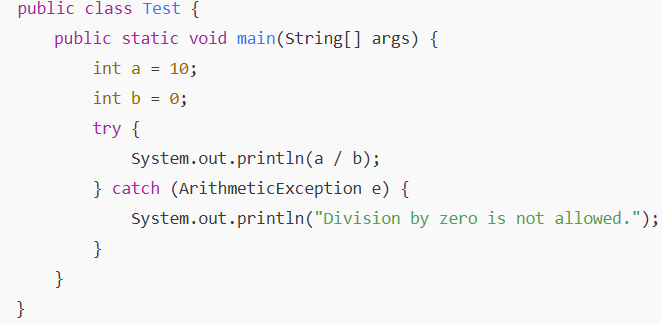 public class Test {
    public static void main(String[] args) {
        int a = 10;
        int b = 0;
        try {
            System.out.println(a / b);
        } catch (ArithmeticException e) {
            System.out.println("Division by zero is not allowed.");
        }
    }
}